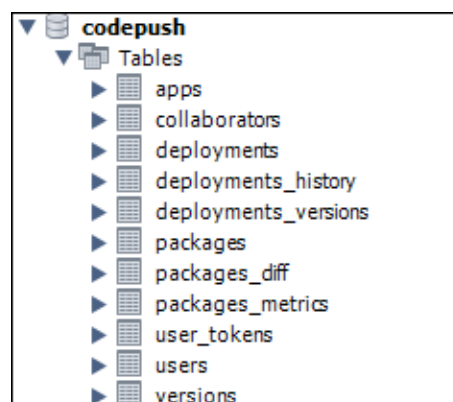 codepush
Tables
apps
collaborators
deployments
deployments_history
deployments_versions
packages
packages_diff
packages_metrics
user_tokens
users
versions